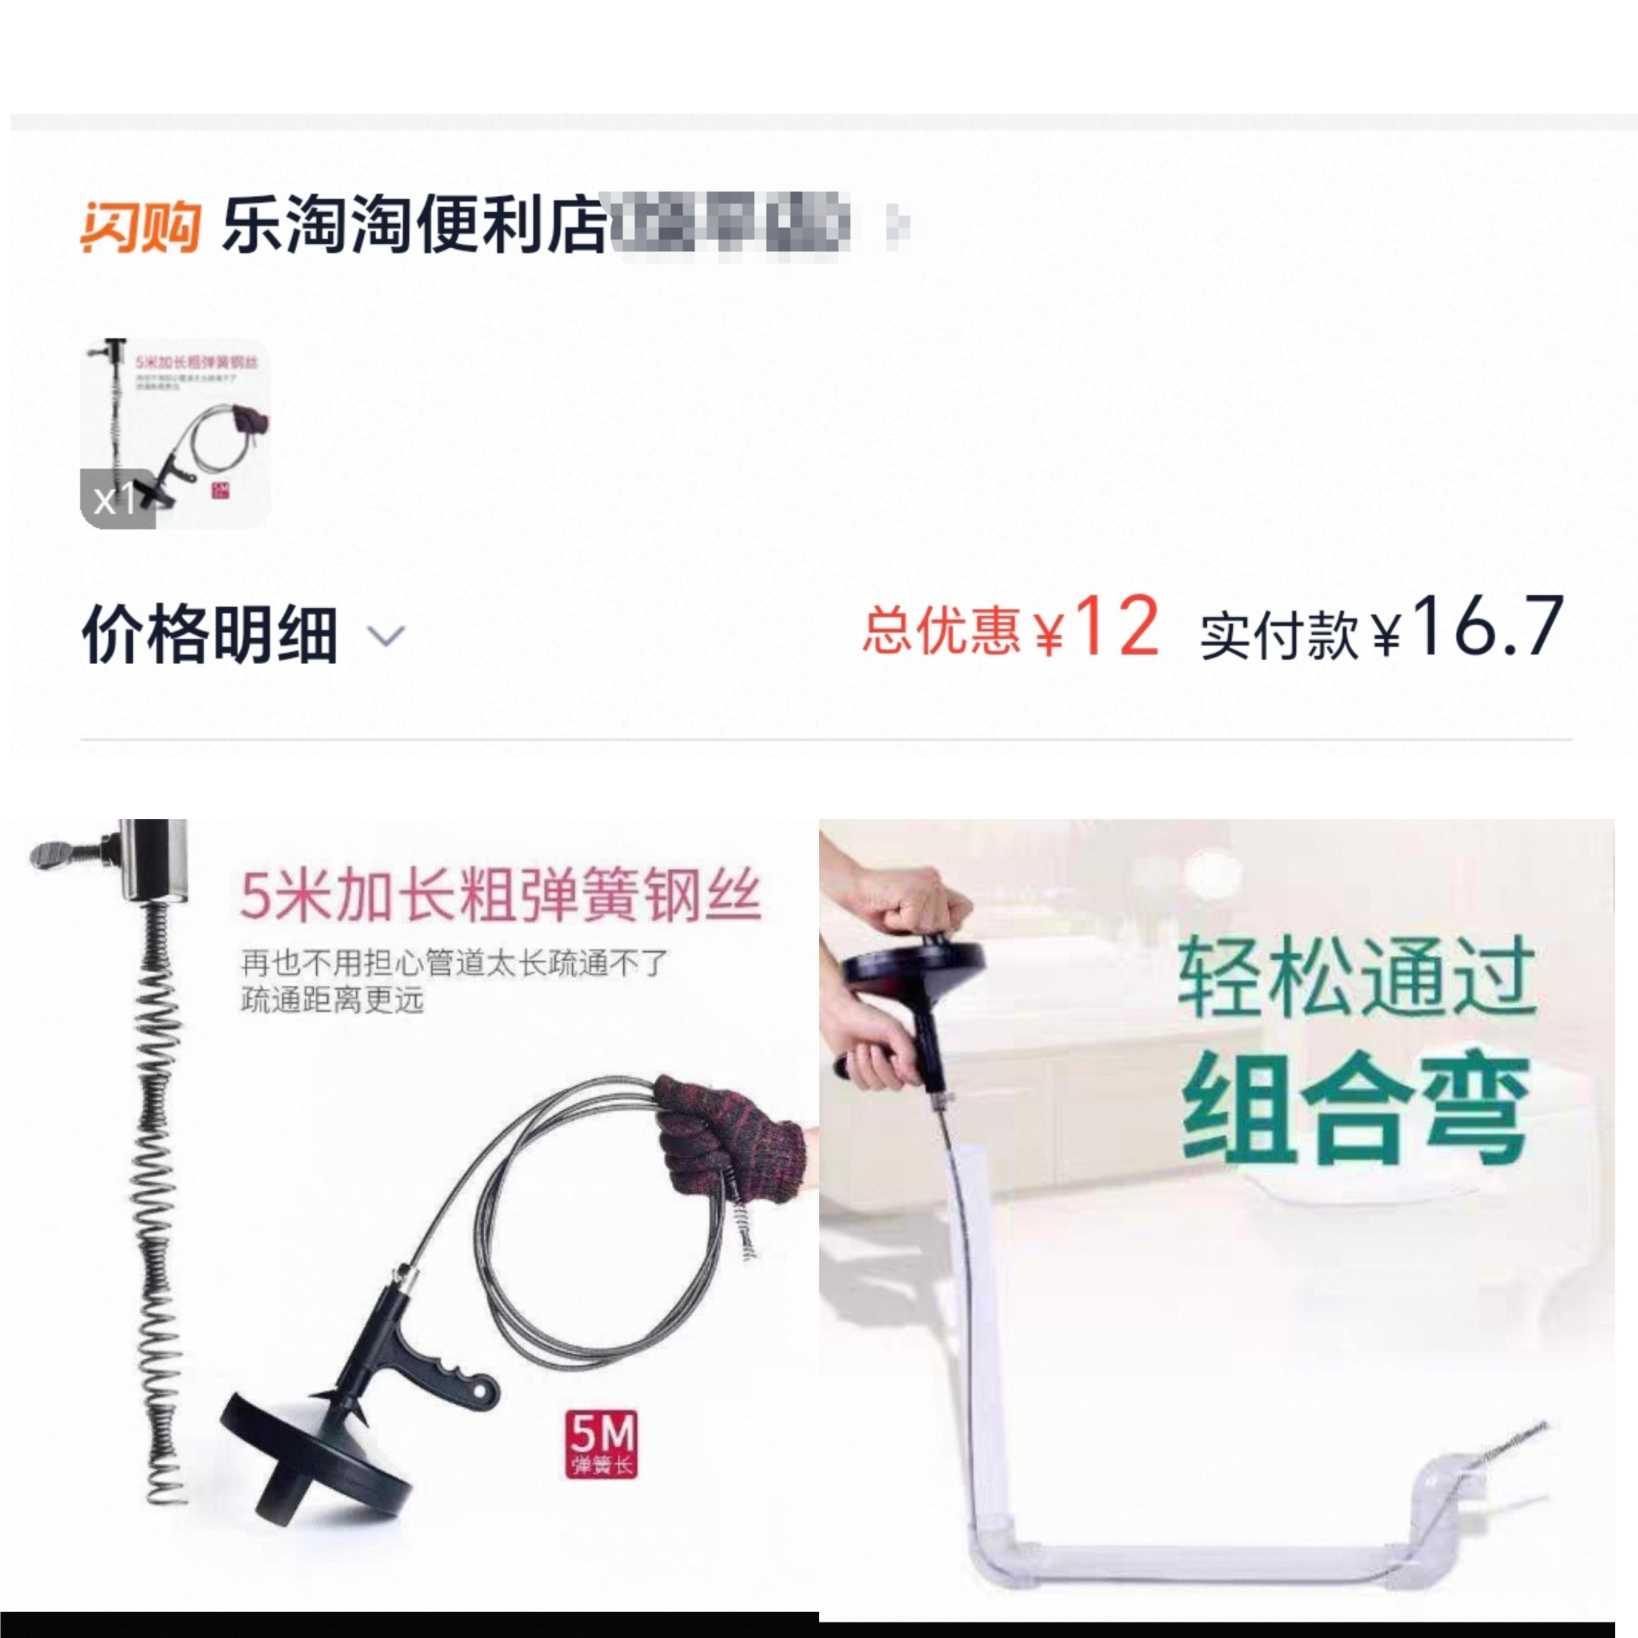 闪购 乐淘淘便利店
5米加长粗弹簧钢丝
x1
5M
价格明细 总优惠¥12 实付款¥16.7
5米加长粗弹簧钢丝
再也不用担心管道太长疏通不了
疏通距离更远
5M
弹簧长
轻松通过
组合弯